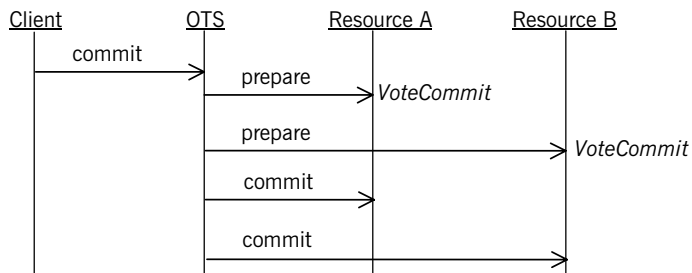 Client OTS Resource A Resource B
commit
prepare
VoteCommit
prepare
VoteCommit
commit
commit